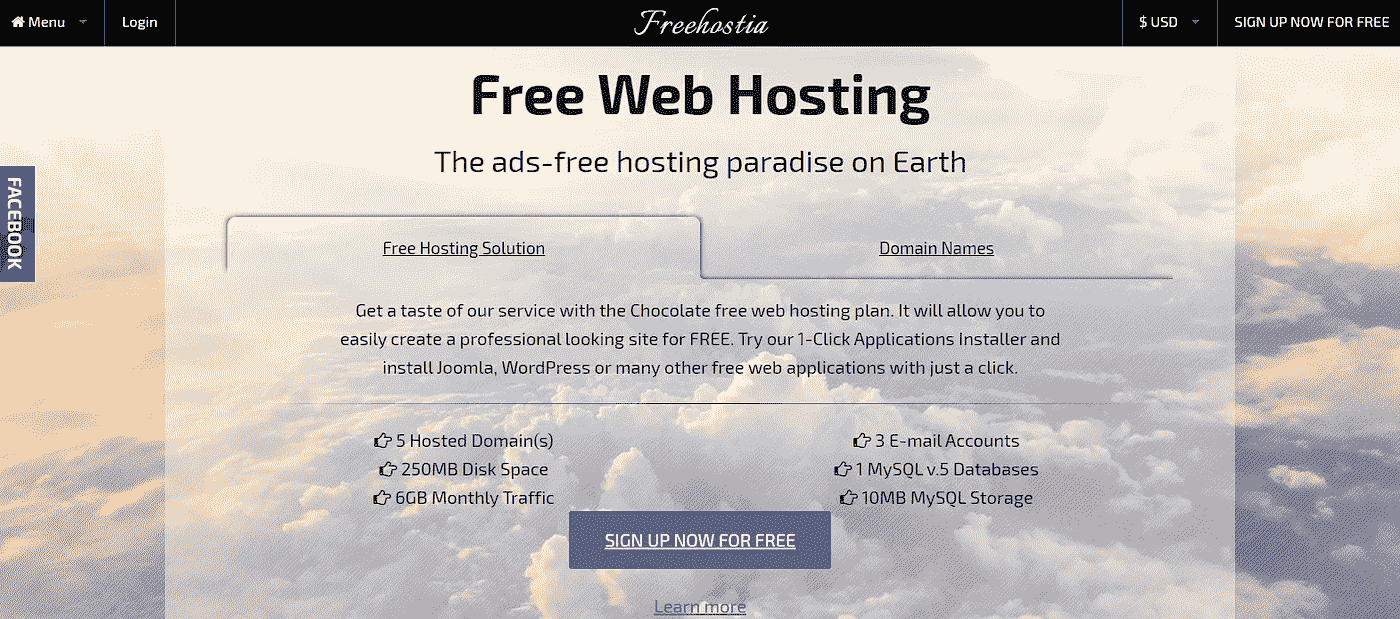 Menu
Login
Freehostia
$ USD
SIGN UP NOW FOR FREE
Free Web Hosting
The ads-free hosting paradise on Earth
FACEBOOK
Free Hosting Solution
Domain Names
Get a taste of our service with the Chocolate free web hosting plan. It will allow you to
easily create a professional looking site for FREE. Try our 1-Click Applications Installer and
install Joomla, WordPress or many other free web applications with just a click.
5 Hosted Domain(s)
250MB Disk Space
6GB Monthly Traffic
3 E-mail Accounts
1 MySQL v.5 Databases
10MB MySQL Storage
SIGN UP NOW FOR FREE
Learn more